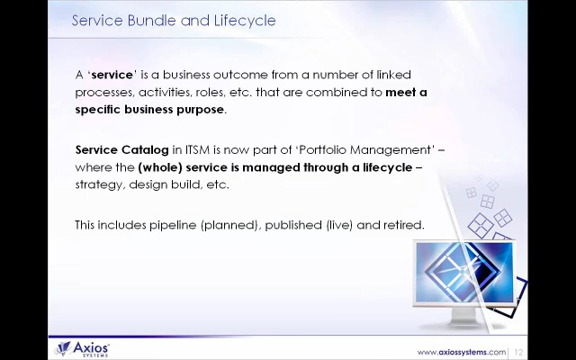 Service Bundle and Lifecycle
A ‘service’ is a business outcome from a number of linked
processes, activities, roles, etc. that are combined to meet a
specific business purpose.
Service Catalog in ITSM is now part of ‘Portfolio Management’ –
where the (whole) service is managed through a lifecycle –
strategy, design build, etc.
This includes pipeline (planned), published (live) and retired.
Axios
SYSTEMS
www.axiossystems.com
12